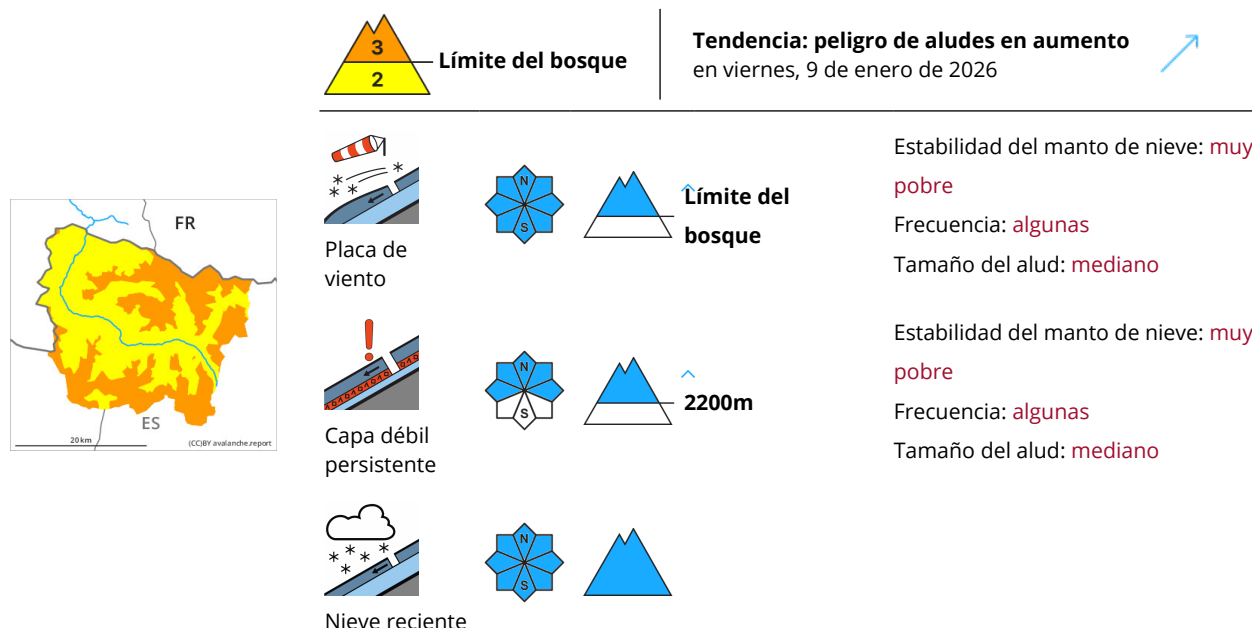 3
2
Límite del bosque
Tendencia: peligro de aludes en aumento
en viernes, 9 de enero de 2026
FR
ES
20 km
(CC)BY avalanche.report
Placa de
viento
N
S
Límite del
bosque
Estabilidad del manto de nieve: muy
pobre
Frecuencia: algunas
Tamaño del alud: mediano
Capa débil
persistente
N
S
2200m
Estabilidad del manto de nieve: muy
pobre
Frecuencia: algunas
Tamaño del alud: mediano
Nieve reciente
N
S